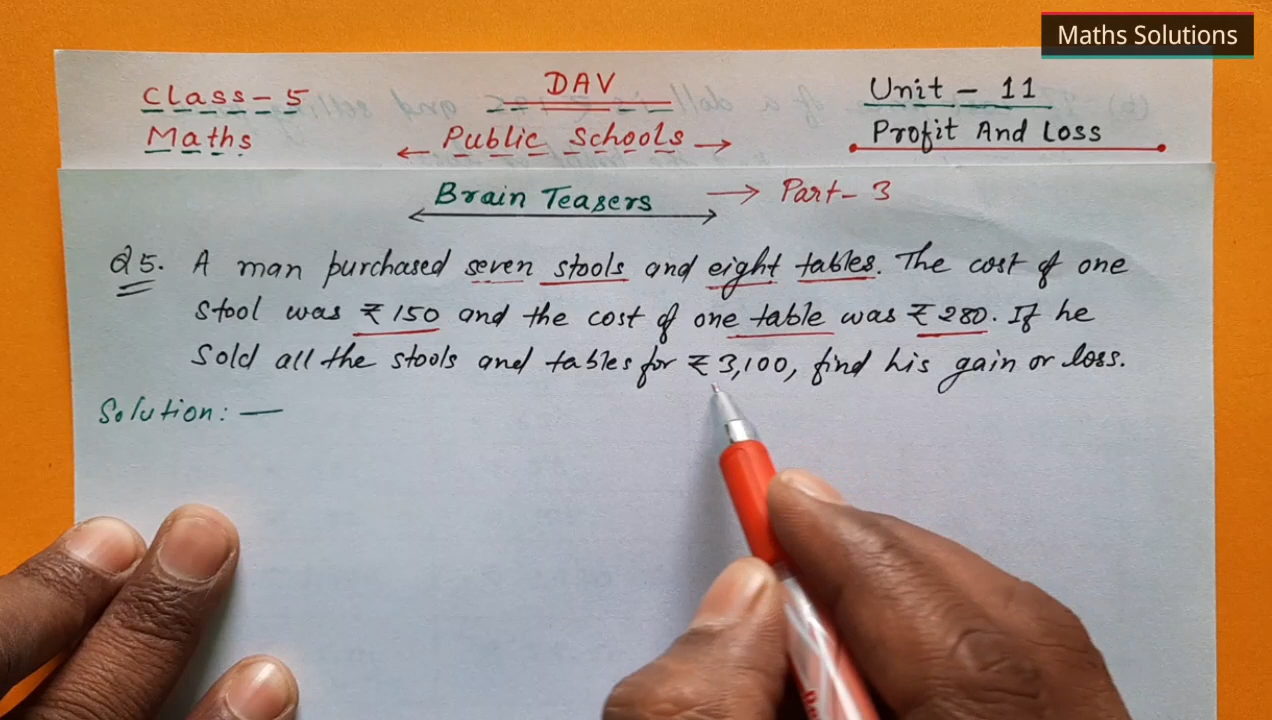 Maths Solutions
Class-5
DAV
Unit - 11
Maths
Public Schools
Profit And Loss
Brain Teasers → Part-3
Q5. A man purchased seven stools and eight tables. The cost of one
stool was ₹150 and the cost of one table was ₹280. If he
Sold all the stools and tables for ₹3,100, find his gain or loss.
Solution:—